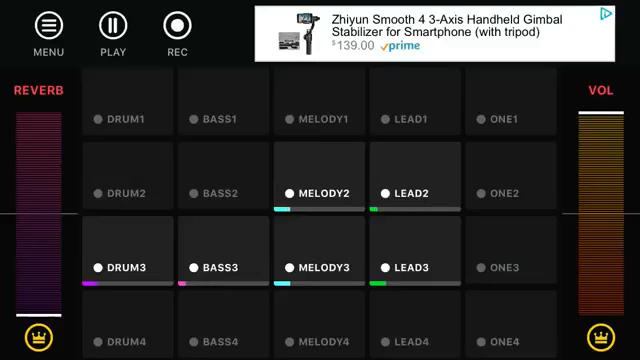 MENU
PLAY
REC
Zhiyun Smooth 4 3-Axis Handheld Gimbal
Stabilizer for Smartphone (with tripod)
$139.00 prime
REVERB
VOL
DRUM1
BASS1
MELODY1
LEAD1
ONE1
DRUM2
BASS2
MELODY2
LEAD2
ONE2
DRUM3
BASS3
MELODY3
LEAD3
ONE3
DRUM4
BASS4
MELODY4
LEAD4
ONE4